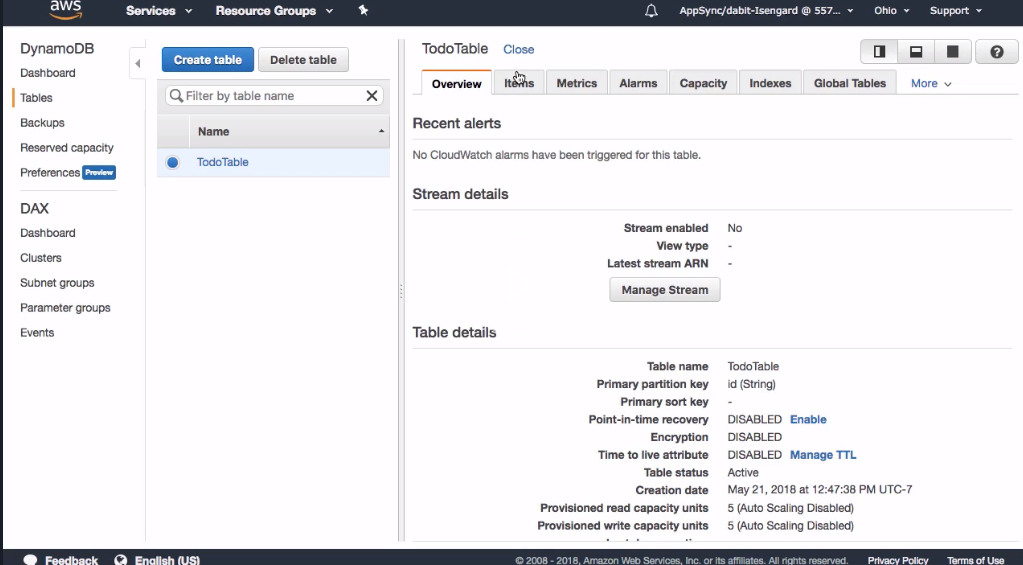 aws
Services
Resource Groups
AppSync/dabit-Isengard @ 557...
Ohio
Support
DynamoDB
Dashboard
Tables
Backups
Reserved capacity
Preferences Preview
DAX
Dashboard
Clusters
Subnet groups
Parameter groups
Events
Create table
Delete table
Filter by table name
Name
TodoTable
TodoTable Close
Overview
Items
Metrics
Alarms
Capacity
Indexes
Global Tables
More
Recent alerts
No CloudWatch alarms have been triggered for this table.
Stream details
Stream enabled No
View type -
Latest stream ARN -
Manage Stream
Table details
Table name TodoTable
Primary partition key id (String)
Primary sort key -
Point-in-time recovery DISABLED Enable
Encryption DISABLED
Time to live attribute DISABLED Manage TTL
Table status Active
Creation date May 21, 2018 at 12:47:38 PM UTC-7
Provisioned read capacity units 5 (Auto Scaling Disabled)
Provisioned write capacity units 5 (Auto Scaling Disabled)
Feedback
English (US)
© 2008 - 2018, Amazon Web Services, Inc. or its affiliates. All rights reserved.
Privacy Policy
Terms of Use